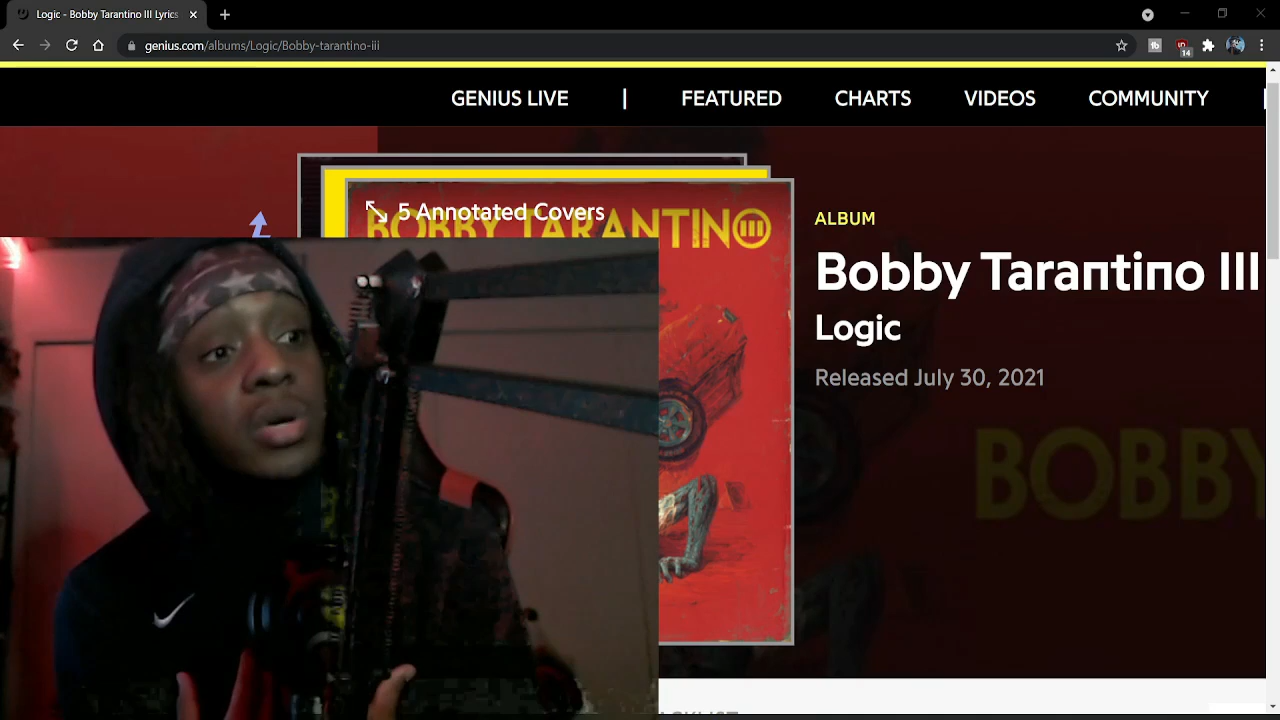 Logic - Bobby Tarantino III Lyrics
genius.com/albums/Logic/Bobby-tarantino-iii
14
GENIUS LIVE | FEATURED CHARTS VIDEOS COMMUNITY
5 Annotated Covers
BOBBY TARANTINO III
ALBUM
Bobby Tarantino III
Logic
Released July 30, 2021
BOBBY